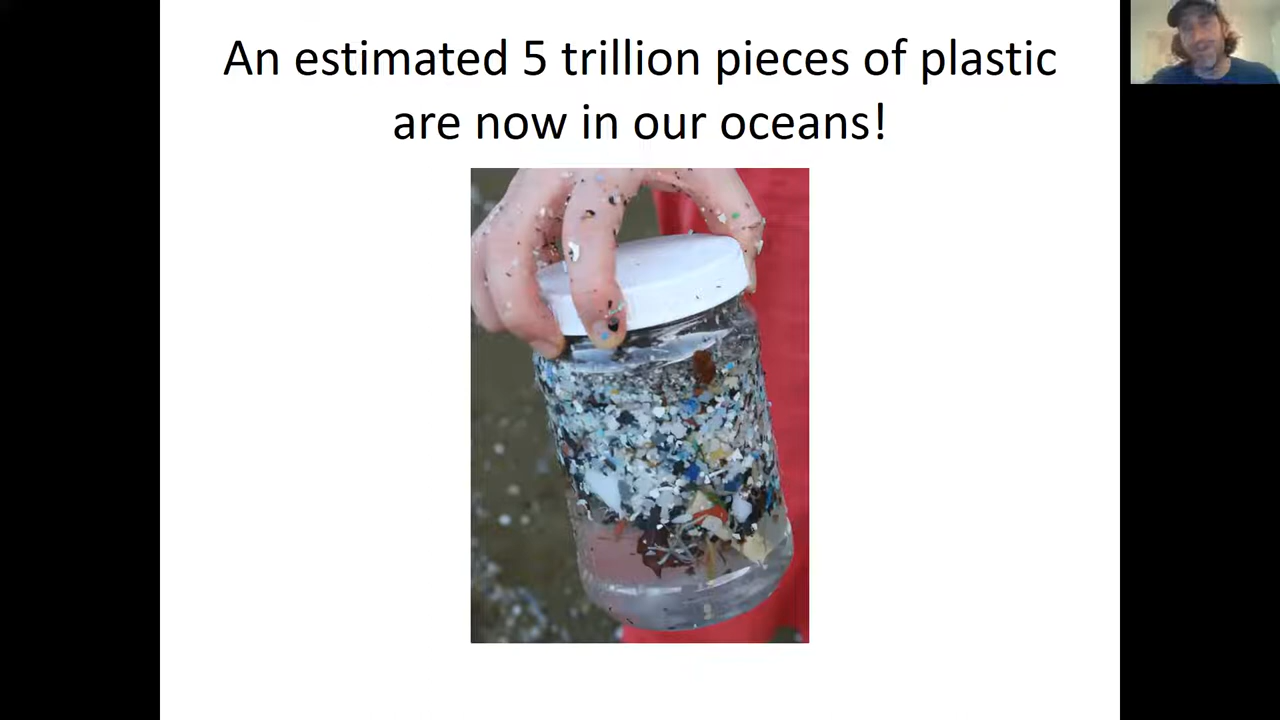 An estimated 5 trillion pieces of plastic
are now in our oceans!